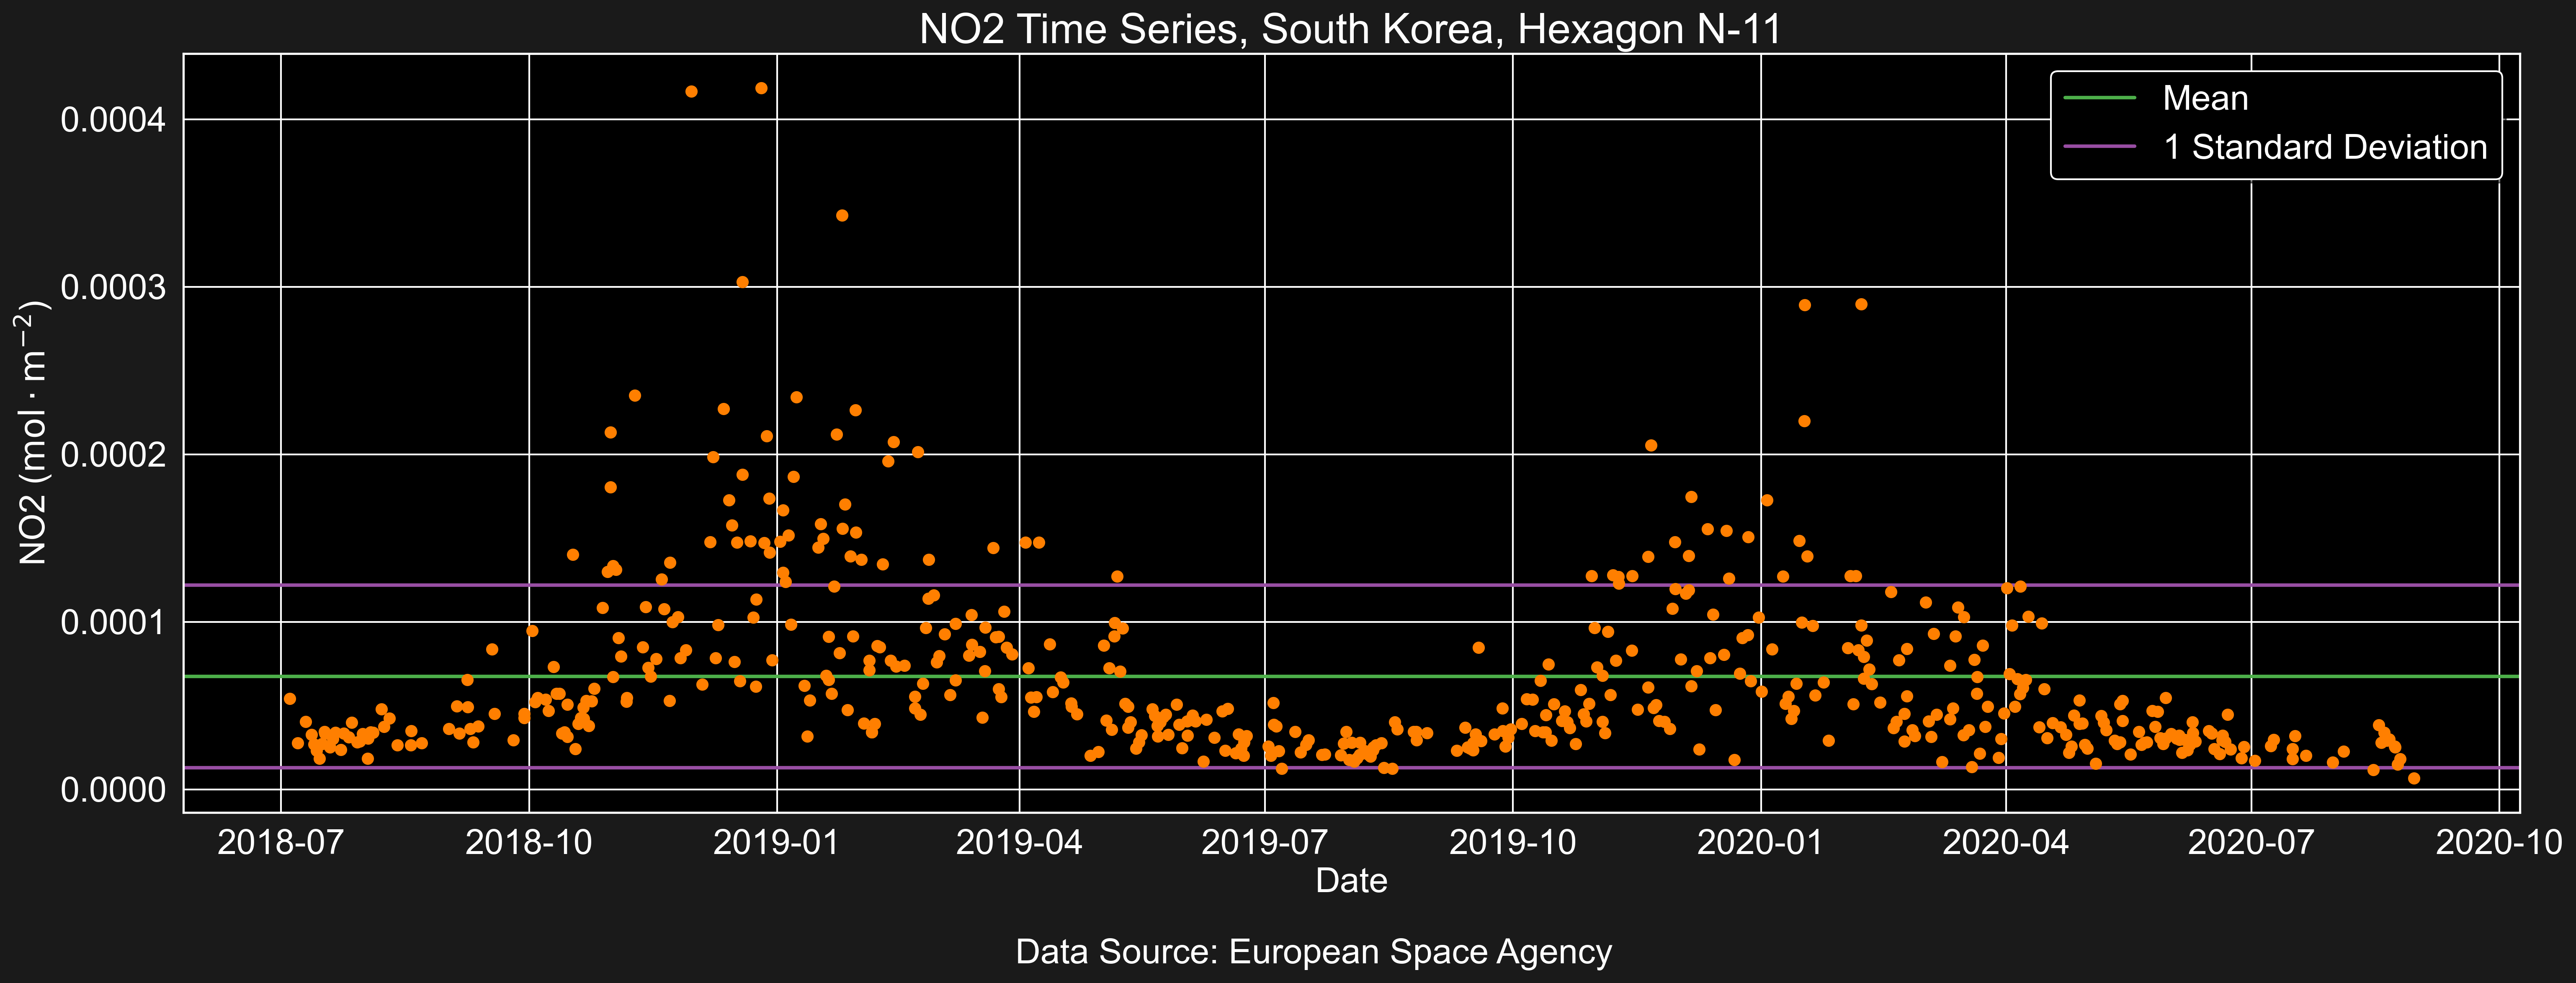 NO2 Time Series, South Korea, Hexagon N-11
Mean
1 Standard Deviation
NO2 (mol · m⁻²)
0.0004
0.0003
0.0002
0.0001
0.0000
2018-07 2018-10 2019-01 2019-04 2019-07 2019-10 2020-01 2020-04 2020-07 2020-10
Date
Data Source: European Space Agency